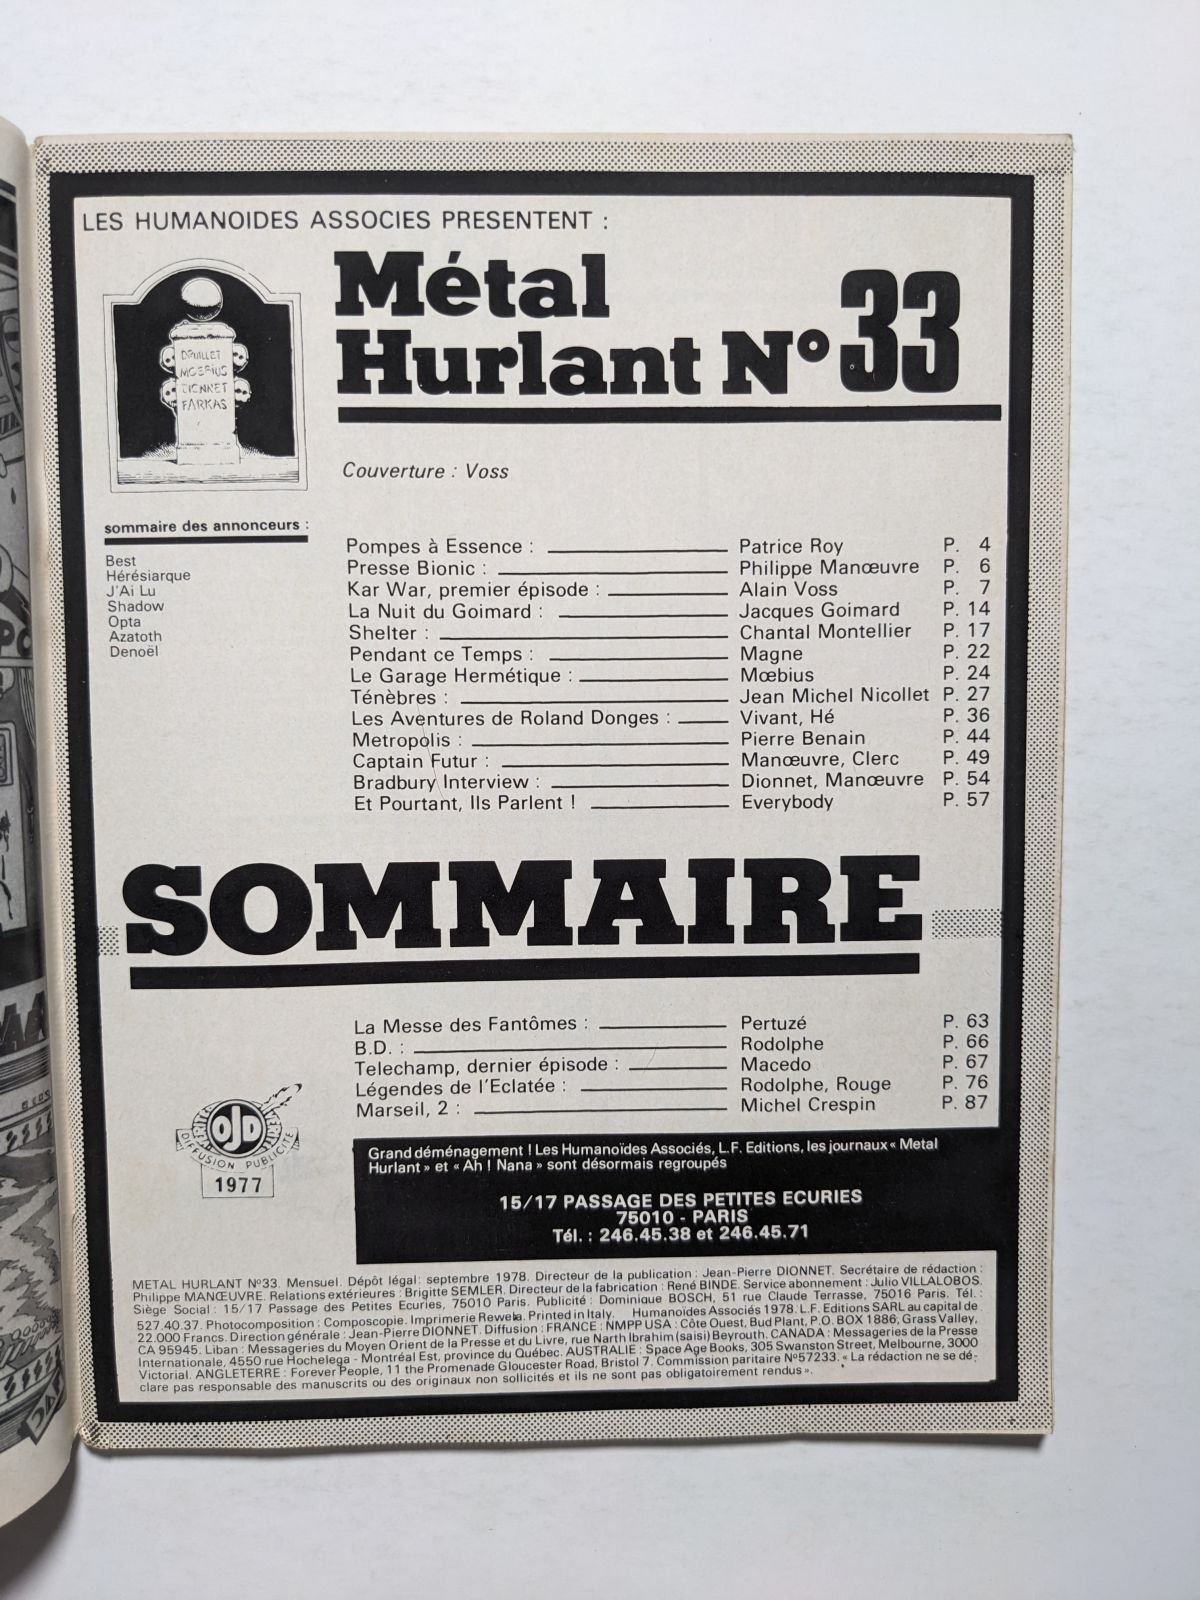 LES HUMANOIDES ASSOCIES PRESENTENT :
Métal
Hurlant Nº 33
DRUILLET
MOEBIUS
DIONNET
FARKAS
Couverture : Voss
sommaire des annonceurs :
Best
Hérésiarque
J'Ai Lu
Shadow
Opta
Azatoth
Denoël
Pompes à Essence : Patrice Roy P. 4
Presse Bionic : Philippe Manœuvre P. 6
Kar War, premier épisode : Alain Voss P. 7
La Nuit du Goimard : Jacques Goimard P. 14
Shelter : Chantal Montellier P. 17
Pendant ce Temps : Magne P. 22
Le Garage Hermétique : Mœbius P. 24
Ténèbres : Jean Michel Nicollet P. 27
Les Aventures de Roland Donges : Vivant, Hé P. 36
Metropolis : Pierre Benain P. 44
Captain Futur : Manœuvre, Clerc P. 49
Bradbury Interview : Dionnet, Manœuvre P. 54
Et Pourtant, Ils Parlent ! Everybody P. 57
SOMMAIRE
La Messe des Fantômes : Pertuzé P. 63
B.D. : Rodolphe P. 66
Telechamp, dernier épisode : Macedo P. 67
Légendes de l'Eclatée : Rodolphe, Rouge P. 76
Marseil, 2 : Michel Crespin P. 87
OJD
DIFFUSION PUBLICITE
1977
Grand déménagement ! Les Humanoïdes Associés, L.F. Editions, les journaux « Metal
Hurlant » et « Ah ! Nana » sont désormais regroupés
15/17 PASSAGE DES PETITES ECURIES
75010 - PARIS
Tél. : 246.45.38 et 246.45.71
METAL HURLANT Nº33. Mensuel. Dépôt légal: septembre 1978. Directeur de la publication : Jean-Pierre DIONNET. Secrétaire de rédaction :
Philippe MANŒUVRE. Relations extérieures : Brigitte SEMLER. Directeur de la fabrication : René BINDE. Service abonnement : Julio VILLALOBOS.
Siège Social : 15/17 Passage des Petites Ecuries, 75010 Paris. Publicité : Dominique BOSCH, 51 rue Claude Terrasse, 75016 Paris. Tél. :
527.40.37. Photocomposition : Composcopie. Imprimerie Reweka. Printed in Italy. Humanoides Associés 1978. L.F. Editions SARL au capital de
22.000 Francs. Direction générale : Jean-Pierre DIONNET. Diffusion : FRANCE : NMPP USA : Côte Ouest, Bud Plant, P.O. BOX 1886, Grass Valley,
CA 95945. Liban : Messageries du Moyen Orient de la Presse et du Livre, rue Narth Ibrahim (saisi) Beyrouth. CANADA : Messageries de la Presse
Internationale, 4550 rue Hochelega - Montréal Est, province du Québec. AUSTRALIE : Space Age Books, 305 Swanston Street, Melbourne, 3000
Victorial. ANGLETERRE : Forever People, 11 the Promenade Gloucester Road, Bristol 7. Commission paritaire Nº57233. « La rédaction ne se dé-
clare pas responsable des manuscrits ou des originaux non sollicités et ils ne sont pas obligatoirement rendus ».